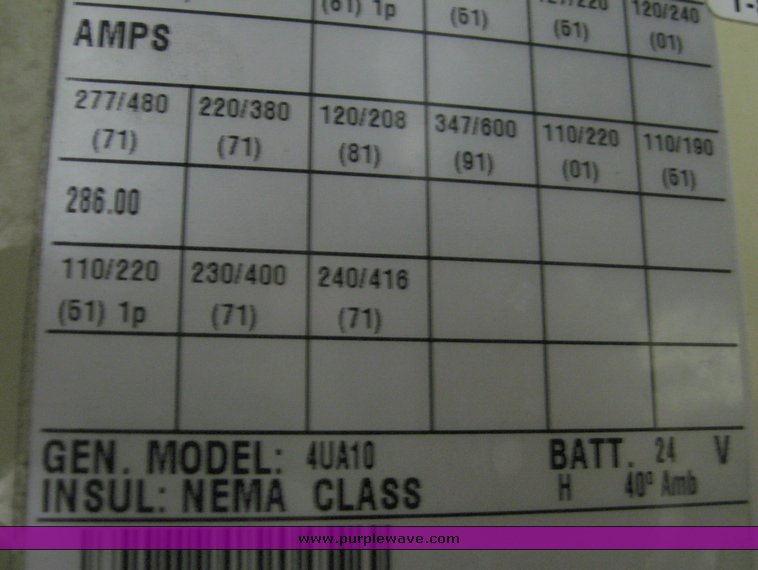 (61) 1p (51) (51) 120/240
AMPS (01)
277/480 220/380 120/208 347/600 110/220 110/190
(71) (71) (81) (91) (01) (51)
286.00
110/220 230/400 240/416
(51) 1p (71) (71)
GEN. MODEL: 4UA10 BATT. 24 V
INSUL: NEMA CLASS H 40º Amb
www.purplewave.com